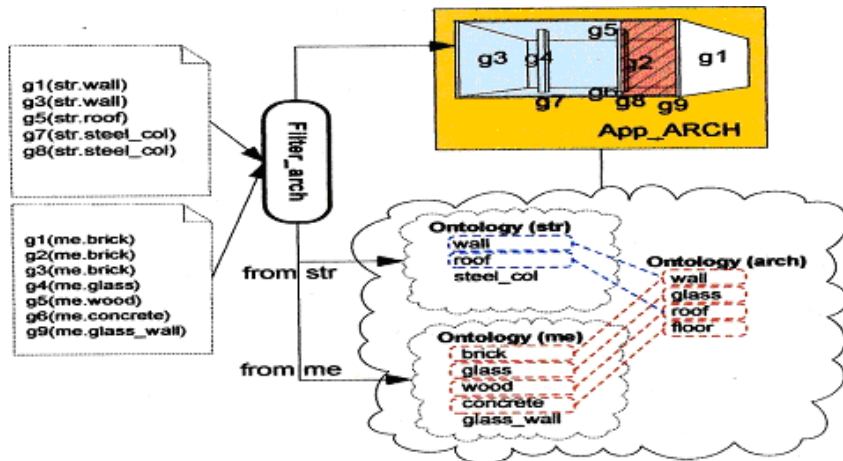 g1(str.wall)
g3(str.wall)
g5(str.roof)
g7(str.steel_col)
g8(str.steel_col)
g1(me.brick)
g2(me.brick)
g3(me.brick)
g4(me.glass)
g5(me.wood)
g6(me.concrete)
g9(me.glass_wall)
Filter_arch
from str
from me
g3
g4
g5
g2
g1
g6
g7
g8
g9
App_ARCH
Ontology (str)
wall
roof
steel_col
Ontology (me)
brick
glass
wood
concrete
glass_wall
Ontology (arch)
wall
glass
roof
floor